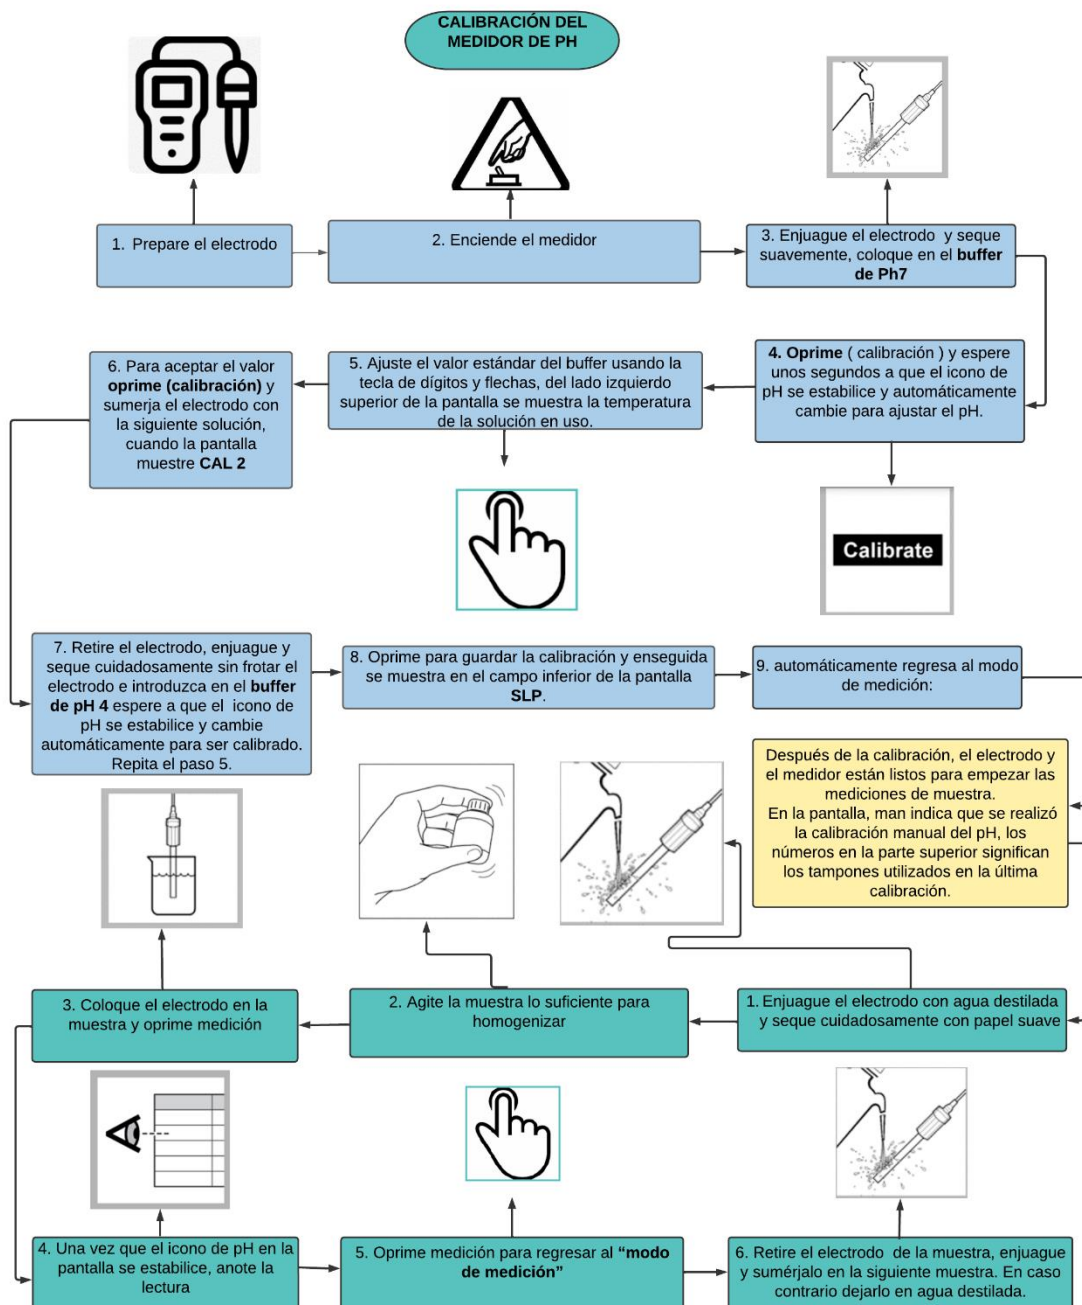 CALIBRACIÓN DEL
MEDIDOR DE PH
1. Prepare el electrodo
2. Enciende el medidor
3. Enjuague el electrodo y seque
suavemente, coloque en el buffer
de Ph7
4. Oprime ( calibración ) y espere
unos segundos a que el icono de
pH se estabilice y automáticamente
cambie para ajustar el pH.
5. Ajuste el valor estándar del buffer usando la
tecla de dígitos y flechas, del lado izquierdo
superior de la pantalla se muestra la temperatura
de la solución en uso.
6. Para aceptar el valor
oprime (calibración) y
sumerja el electrodo con
la siguiente solución,
cuando la pantalla
muestre CAL 2
Calibrate
7. Retire el electrodo, enjuague y
seque cuidadosamente sin frotar el
electrodo e introduzca en el buffer
de pH 4 espere a que el icono de
pH se estabilice y cambie
automáticamente para ser calibrado.
Repita el paso 5.
8. Oprime para guardar la calibración y enseguida
se muestra en el campo inferior de la pantalla
SLP.
9. automáticamente regresa al modo
de medición:
Después de la calibración, el electrodo y
el medidor están listos para empezar las
mediciones de muestra.
En la pantalla, man indica que se realizó
la calibración manual del pH, los
números en la parte superior significan
los tampones utilizados en la última
calibración.
1. Enjuague el electrodo con agua destilada
y seque cuidadosamente con papel suave
2. Agite la muestra lo suficiente para
homogenizar
3. Coloque el electrodo en la
muestra y oprime medición
4. Una vez que el icono de pH en la
pantalla se estabilice, anote la
lectura
5. Oprime medición para regresar al “modo
de medición”
6. Retire el electrodo de la muestra, enjuague
y sumérjalo en la siguiente muestra. En caso
contrario dejarlo en agua destilada.